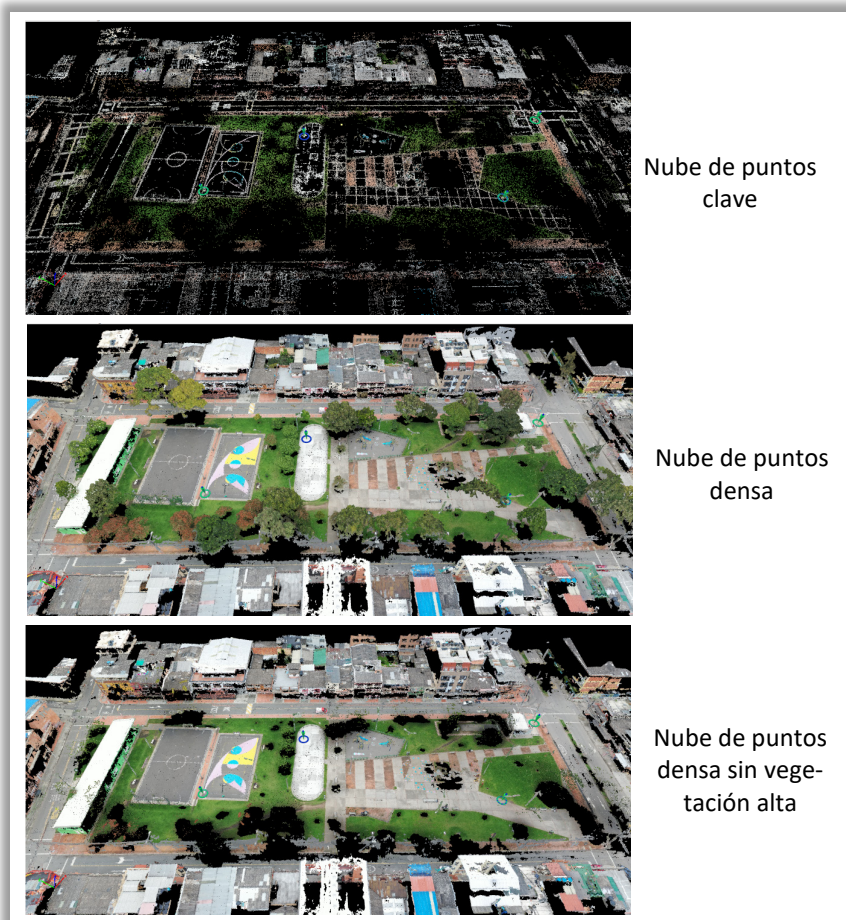 Nube de puntos
clave
Nube de puntos
densa
Nube de puntos
densa sin vege-
tación alta